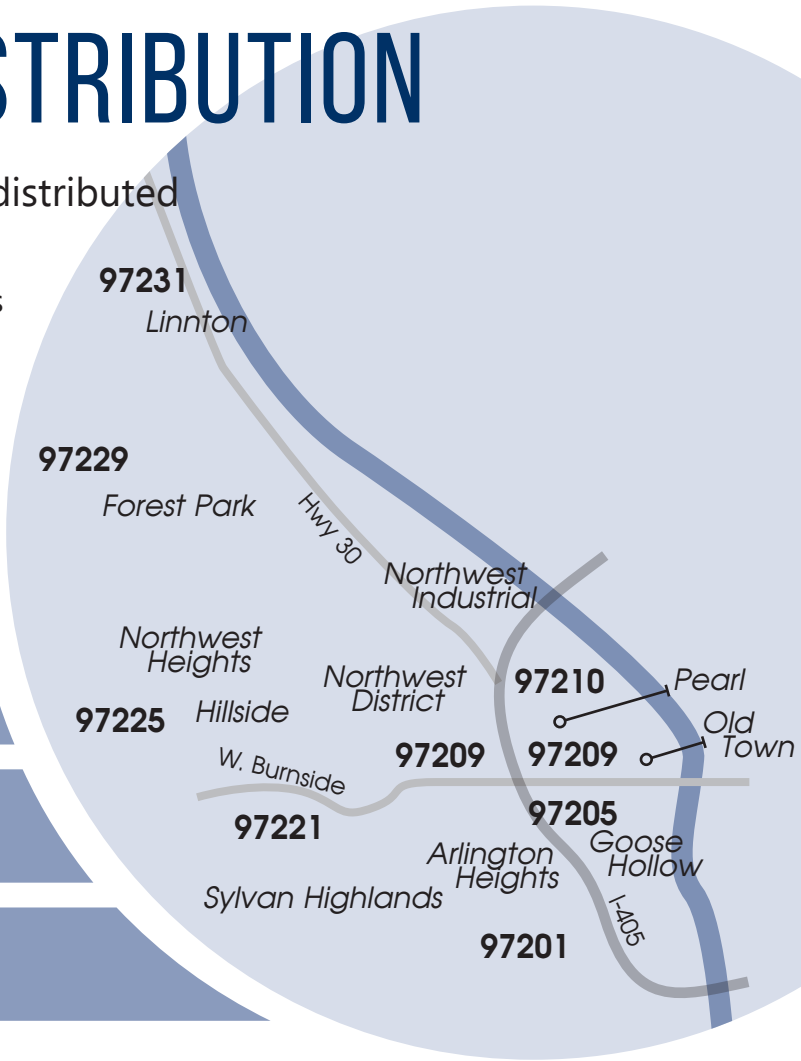 STRIBUTION
distributed
s
97231
Linnton
97229
Forest Park
Hwy 30
Northwest
Industrial
Northwest
Heights
Northwest
District
97210
Pearl
97225
Hillside
Old
Town
97209
97209
W. Burnside
97205
97221
Goose
Hollow
Arlington
Heights
Sylvan Highlands
I-405
97201